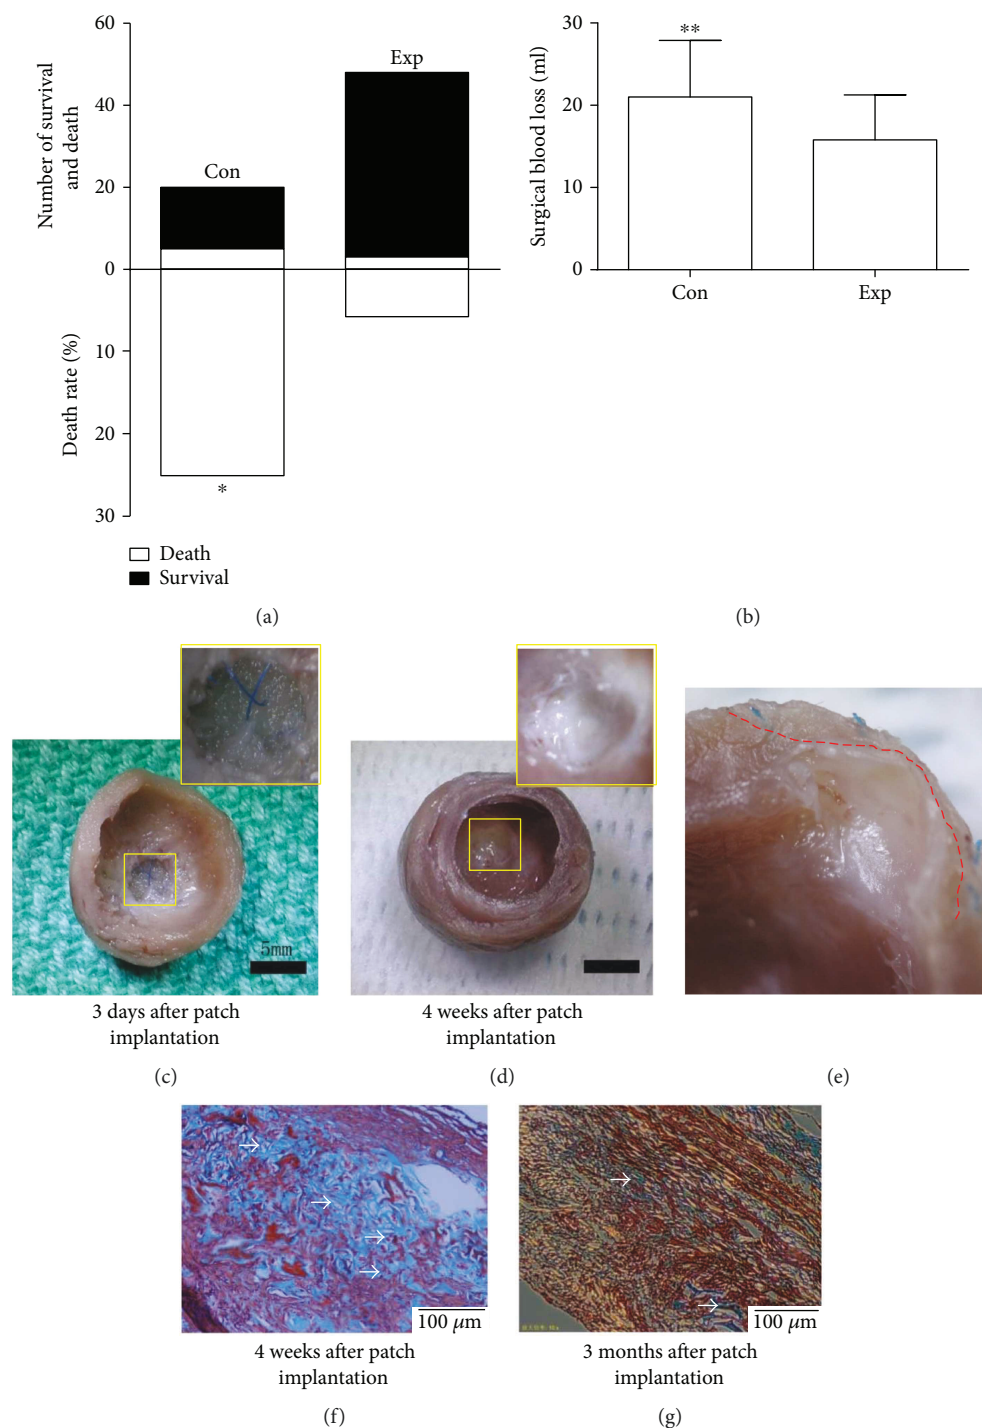 60
40
20
0
10
20
30
Number of survival
and death
Death rate (%)
Con
Exp
*
Death
Survival
(a)
30
20
10
0
Surgical blood loss (ml)
**
Con
Exp
(b)
5mm
3 days after patch
implantation
(c)
4 weeks after patch
implantation
(d)
(e)
100 μm
4 weeks after patch
implantation
(f)
100 μm
3 months after patch
implantation
(g)